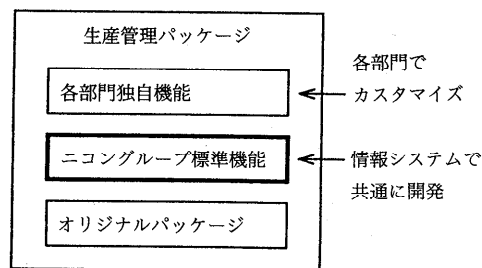 生産管理パッケージ
各部門独自機能
各部門で
カスタマイズ
ニコングループ標準機能
情報システムで
共通に開発
オリジナルパッケージ